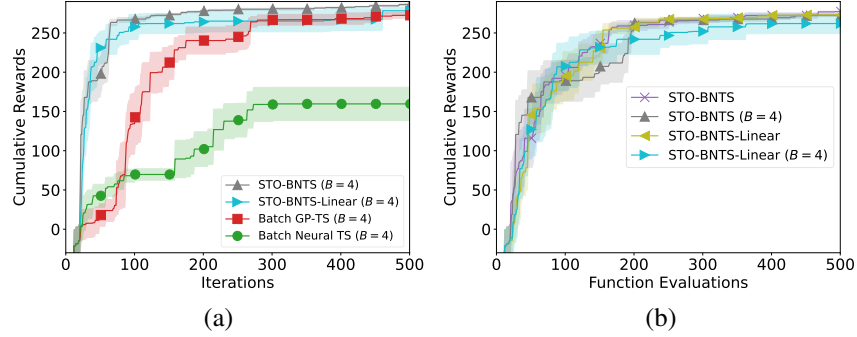 Cumulative Rewards
250
200
150
100
50
0
0 100 200 300 400 500
Iterations
STO-BNTS (B = 4)
STO-BNTS-Linear (B = 4)
Batch GP-TS (B = 4)
Batch Neural TS (B = 4)
(a)
Cumulative Rewards
250
200
150
100
50
0
0 100 200 300 400 500
Function Evaluations
STO-BNTS
STO-BNTS (B = 4)
STO-BNTS-Linear
STO-BNTS-Linear (B = 4)
(b)